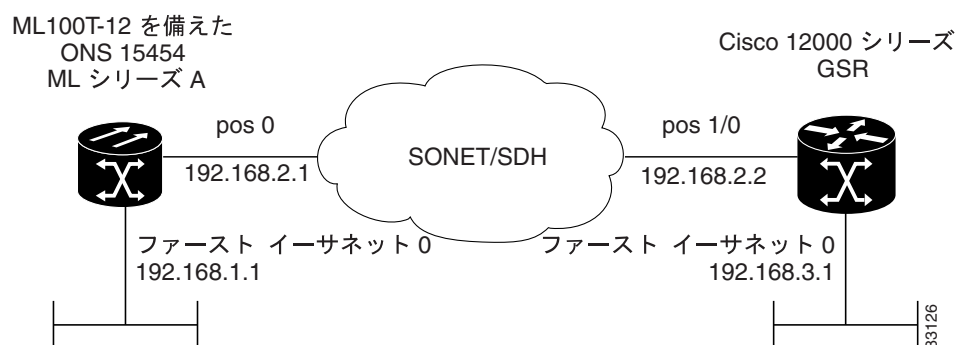 ML100T-12 を備えた
ONS 15454
ML シリーズ A
Cisco 12000 シリーズ
GSR
pos 0
pos 1/0
SONET/SDH
192.168.2.1
192.168.2.2
ファースト イーサネット 0
ファースト イーサネット 0
192.168.1.1
192.168.3.1
83126